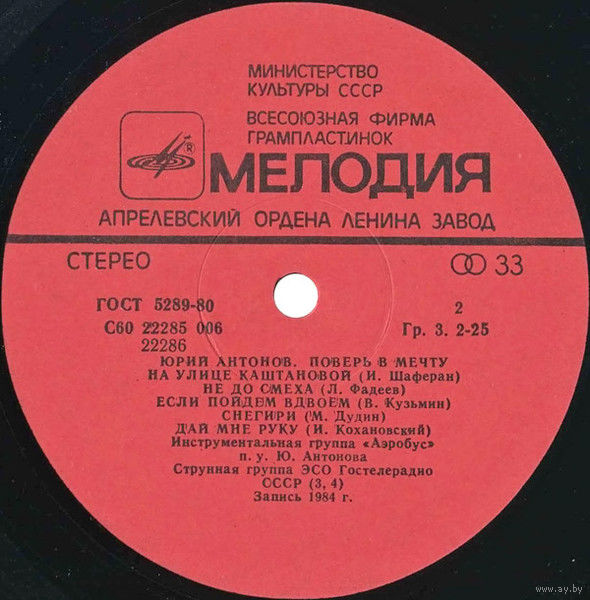 МИНИСТЕРСТВО
КУЛЬТУРЫ СССР
ВСЕСОЮЗНАЯ ФИРМА
ГРАМПЛАСТИНОК
®
МЕЛОДИЯ
АПРЕЛЕВСКИЙ ОРДЕНА ЛЕНИНА ЗАВОД
СТЕРЕО 33
ГОСТ 5289-80 2
С60 22285 006 Гр. 3. 2-25
22286
ЮРИЙ АНТОНОВ. ПОВЕРЬ В МЕЧТУ
НА УЛИЦЕ КАШТАНОВОЙ (И. Шаферан)
НЕ ДО СМЕХА (Л. Фадеев)
ЕСЛИ ПОЙДЕМ ВДВОЕМ (В. Кузьмин)
СНЕГИРИ (М. Дудин)
ДАЙ МНЕ РУКУ (И. Кохановский)
Инструментальная группа «Аэробус»
п. у. Ю. Антонова
Струнная группа ЭСО Гостелерадио
СССР (3, 4)
Запись 1984 г.
www.ay.by